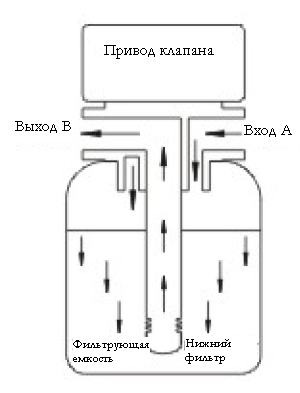 Привод клапана
Выход В
Вход А
Фильтрующая
емкость
Нижний
фильтр